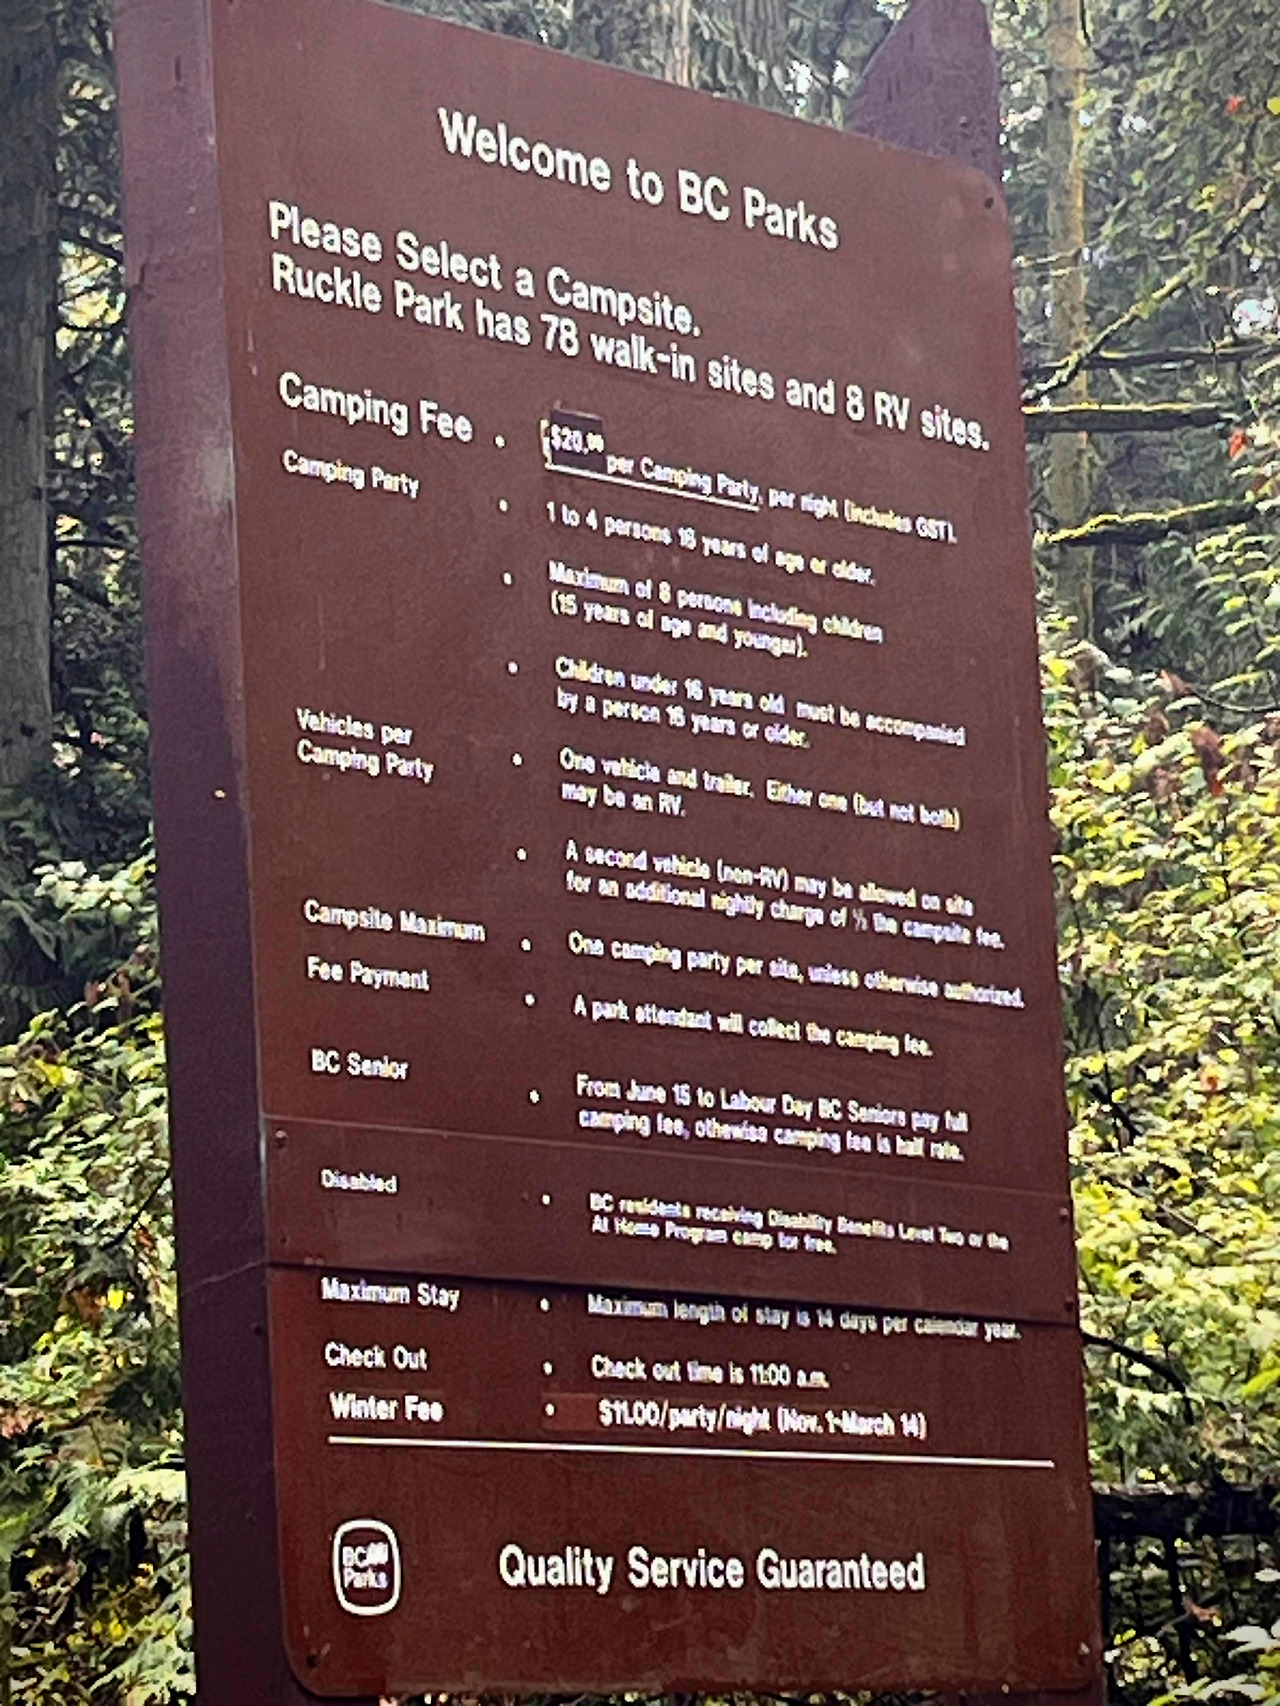 Welcome to BC Parks
Please Select a Campsite.
Ruckle Park has 78 walk-in sites and 8 RV sites.
Camping Fee • $20.00 per Camping Party, per night (includes GST).
Camping Party • 1 to 4 persons 16 years of age or older.
• Maximum of 8 persons including children
(15 years of age and younger).
• Children under 16 years old must be accompanied
by a person 16 years or older.
Vehicles per
Camping Party • One vehicle and trailer. Either one (but not both)
may be an RV.
• A second vehicle (non-RV) may be allowed on site
for an additional nightly charge of ½ the campsite fee.
Campsite Maximum • One camping party per site, unless otherwise authorized.
Fee Payment • A park attendant will collect the camping fee.
BC Senior • From June 15 to Labour Day BC Seniors pay full
camping fee, otherwise camping fee is half rate.
Disabled • BC residents receiving Disability Benefits Level Two or the
At Home Program camp for free.
Maximum Stay • Maximum length of stay is 14 days per calendar year.
Check Out • Check out time is 11:00 a.m.
Winter Fee • $11.00/party/night (Nov. 1-March 14)
BC
Parks
Quality Service Guaranteed